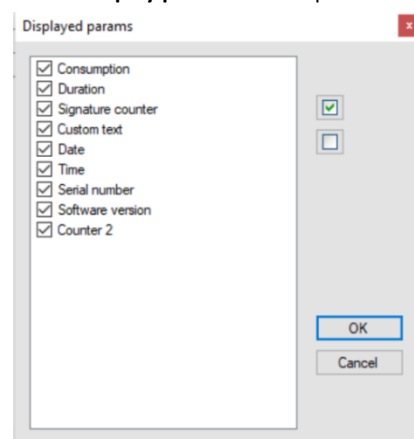 Displayed params
Consumption
Duration
Signature counter
Custom text
Date
Time
Serial number
Software version
Counter 2
OK
Cancel